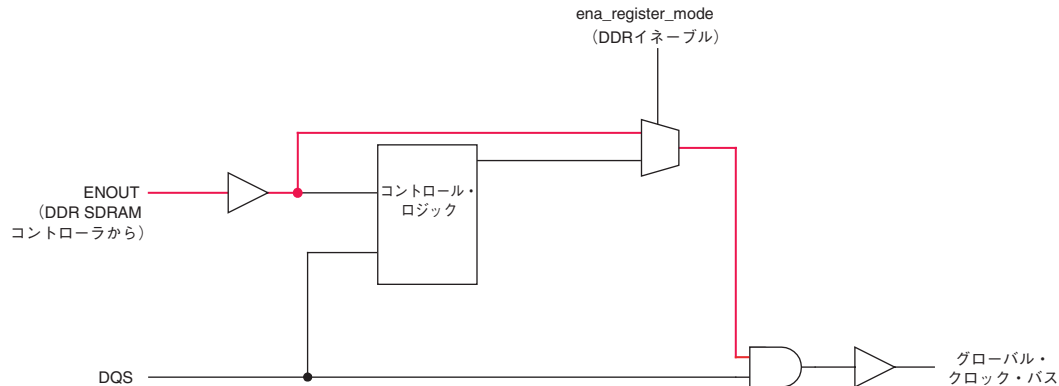 ena_register_mode
（DDRイネーブル）
ENOUT
（DDR SDRAM
コントローラから）
コントロール・
ロジック
DQS
グローバル・
クロック・バス